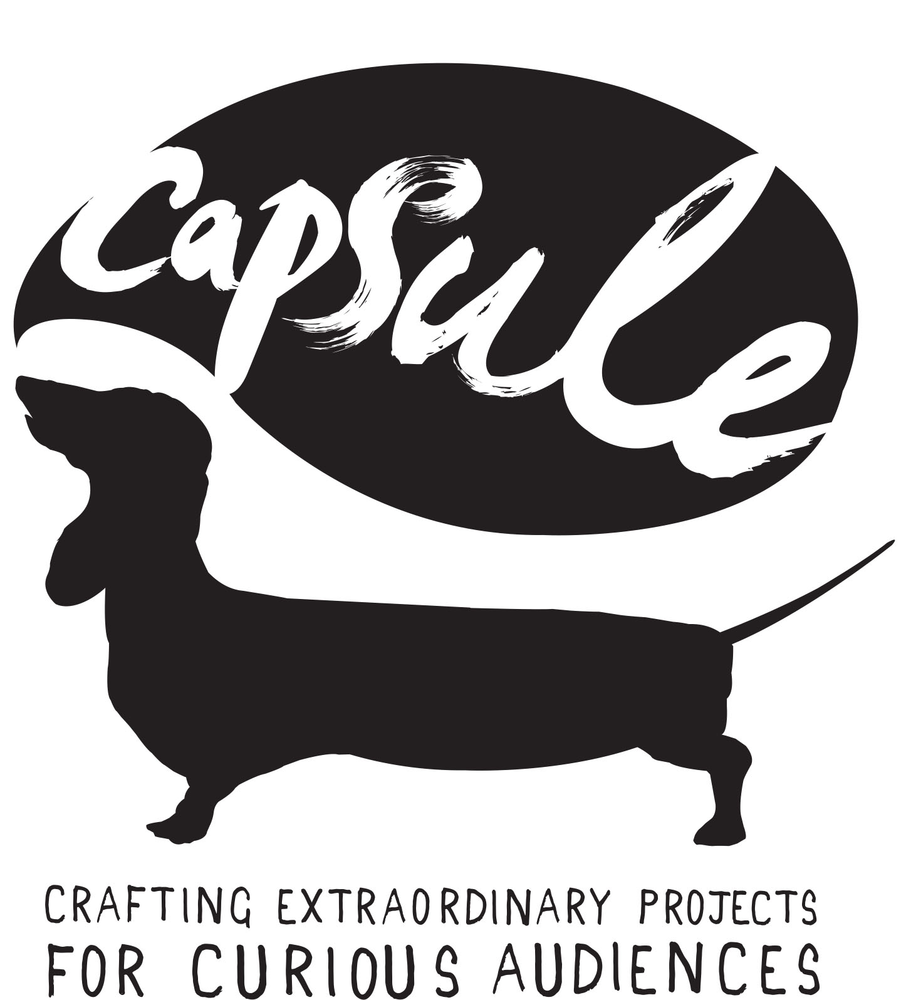 Capsule
CRAFTING EXTRAORDINARY PROJECTS
FOR CURIOUS AUDIENCES